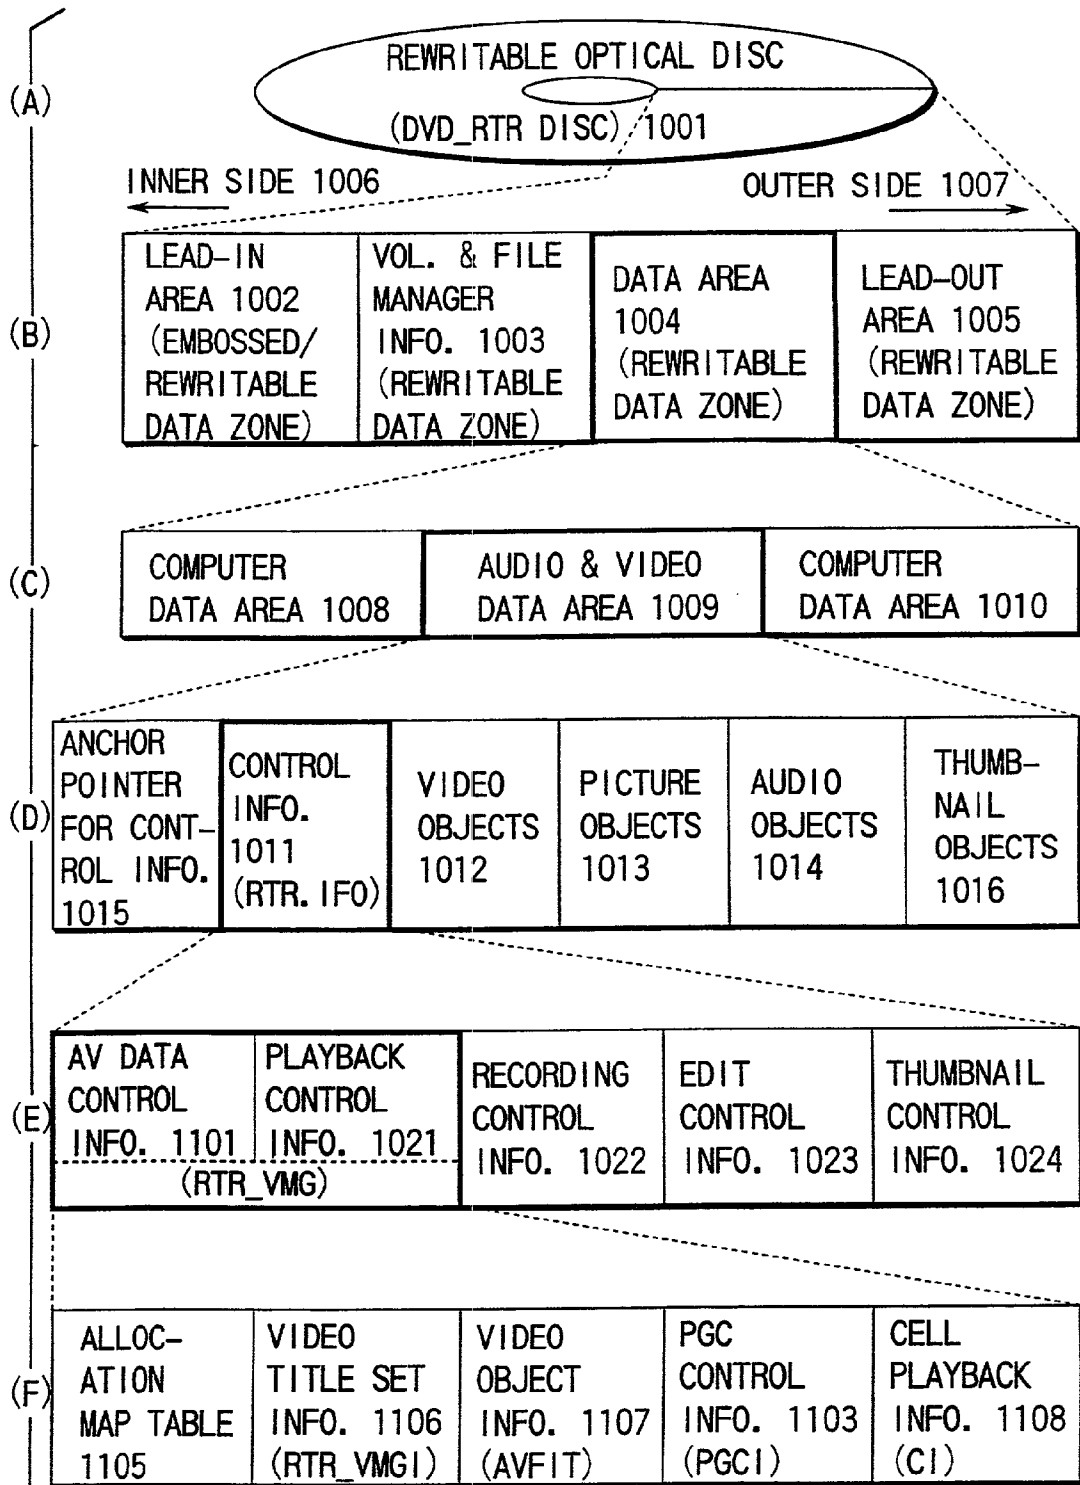 (A)
REWRITABLE OPTICAL DISC
(DVD_RTR DISC) 1001
INNER SIDE 1006
OUTER SIDE 1007
(B)
LEAD-IN
AREA 1002
(EMBOSSED/
REWRITABLE
DATA ZONE)
VOL. & FILE
MANAGER
INFO. 1003
(REWRITABLE
DATA ZONE)
DATA AREA
1004
(REWRITABLE
DATA ZONE)
LEAD-OUT
AREA 1005
(REWRITABLE
DATA ZONE)
(C)
COMPUTER
DATA AREA 1008
AUDIO & VIDEO
DATA AREA 1009
COMPUTER
DATA AREA 1010
(D)
ANCHOR
POINTER
FOR CONT-
ROL INFO.
1015
CONTROL
INFO.
1011
(RTR.IFO)
VIDEO
OBJECTS
1012
PICTURE
OBJECTS
1013
AUDIO
OBJECTS
1014
THUMB-
NAIL
OBJECTS
1016
(E)
AV DATA
CONTROL
INFO. 1101
PLAYBACK
CONTROL
INFO. 1021
(RTR_VMG)
RECORDING
CONTROL
INFO. 1022
EDIT
CONTROL
INFO. 1023
THUMBNAIL
CONTROL
INFO. 1024
(F)
ALLOC-
ATION
MAP TABLE
1105
VIDEO
TITLE SET
INFO. 1106
(RTR_VMGI)
VIDEO
OBJECT
INFO. 1107
(AVFIT)
PGC
CONTROL
INFO. 1103
(PGCI)
CELL
PLAYBACK
INFO. 1108
(CI)